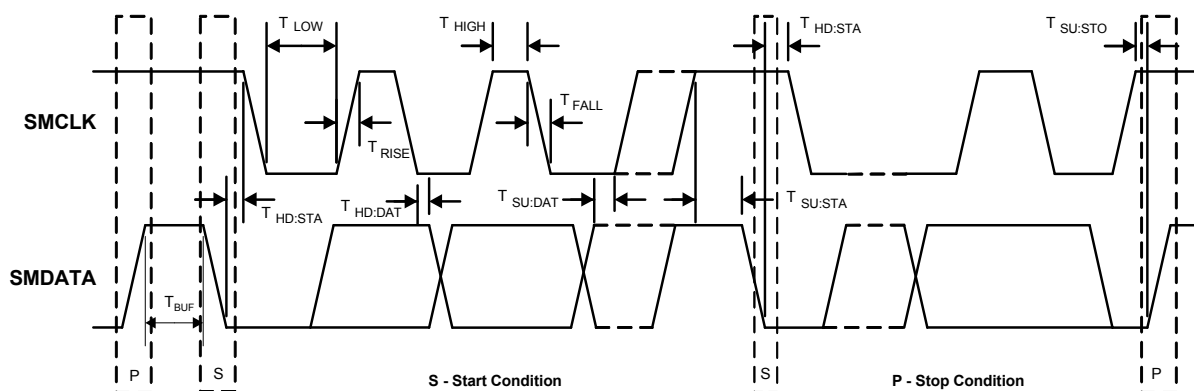 T LOW
T HIGH
T HD:STA
T SU:STO
SMCLK
T FALL
T RISE
T HD:STA
T HD:DAT
T SU:DAT
T SU:STA
SMDATA
TBUF
P
S
S - Start Condition
S
P - Stop Condition
P